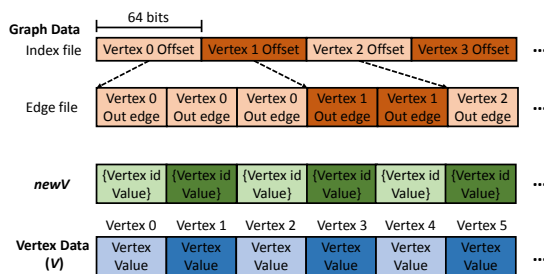 64 bits
Graph Data
Index file
Vertex 0 Offset Vertex 1 Offset Vertex 2 Offset Vertex 3 Offset ...
Edge file
Vertex 0 Vertex 0 Vertex 0 Vertex 1 Vertex 1 Vertex 2
Out edge Out edge Out edge Out edge Out edge Out edge ...
newV
{Vertex id {Vertex id {Vertex id {Vertex id {Vertex id {Vertex id
Value} Value} Value} Value} Value} Value} ...
Vertex 0 Vertex 1 Vertex 2 Vertex 3 Vertex 4 Vertex 5
Vertex Data
(V)
Vertex Vertex Vertex Vertex Vertex Vertex
Value Value Value Value Value Value ...